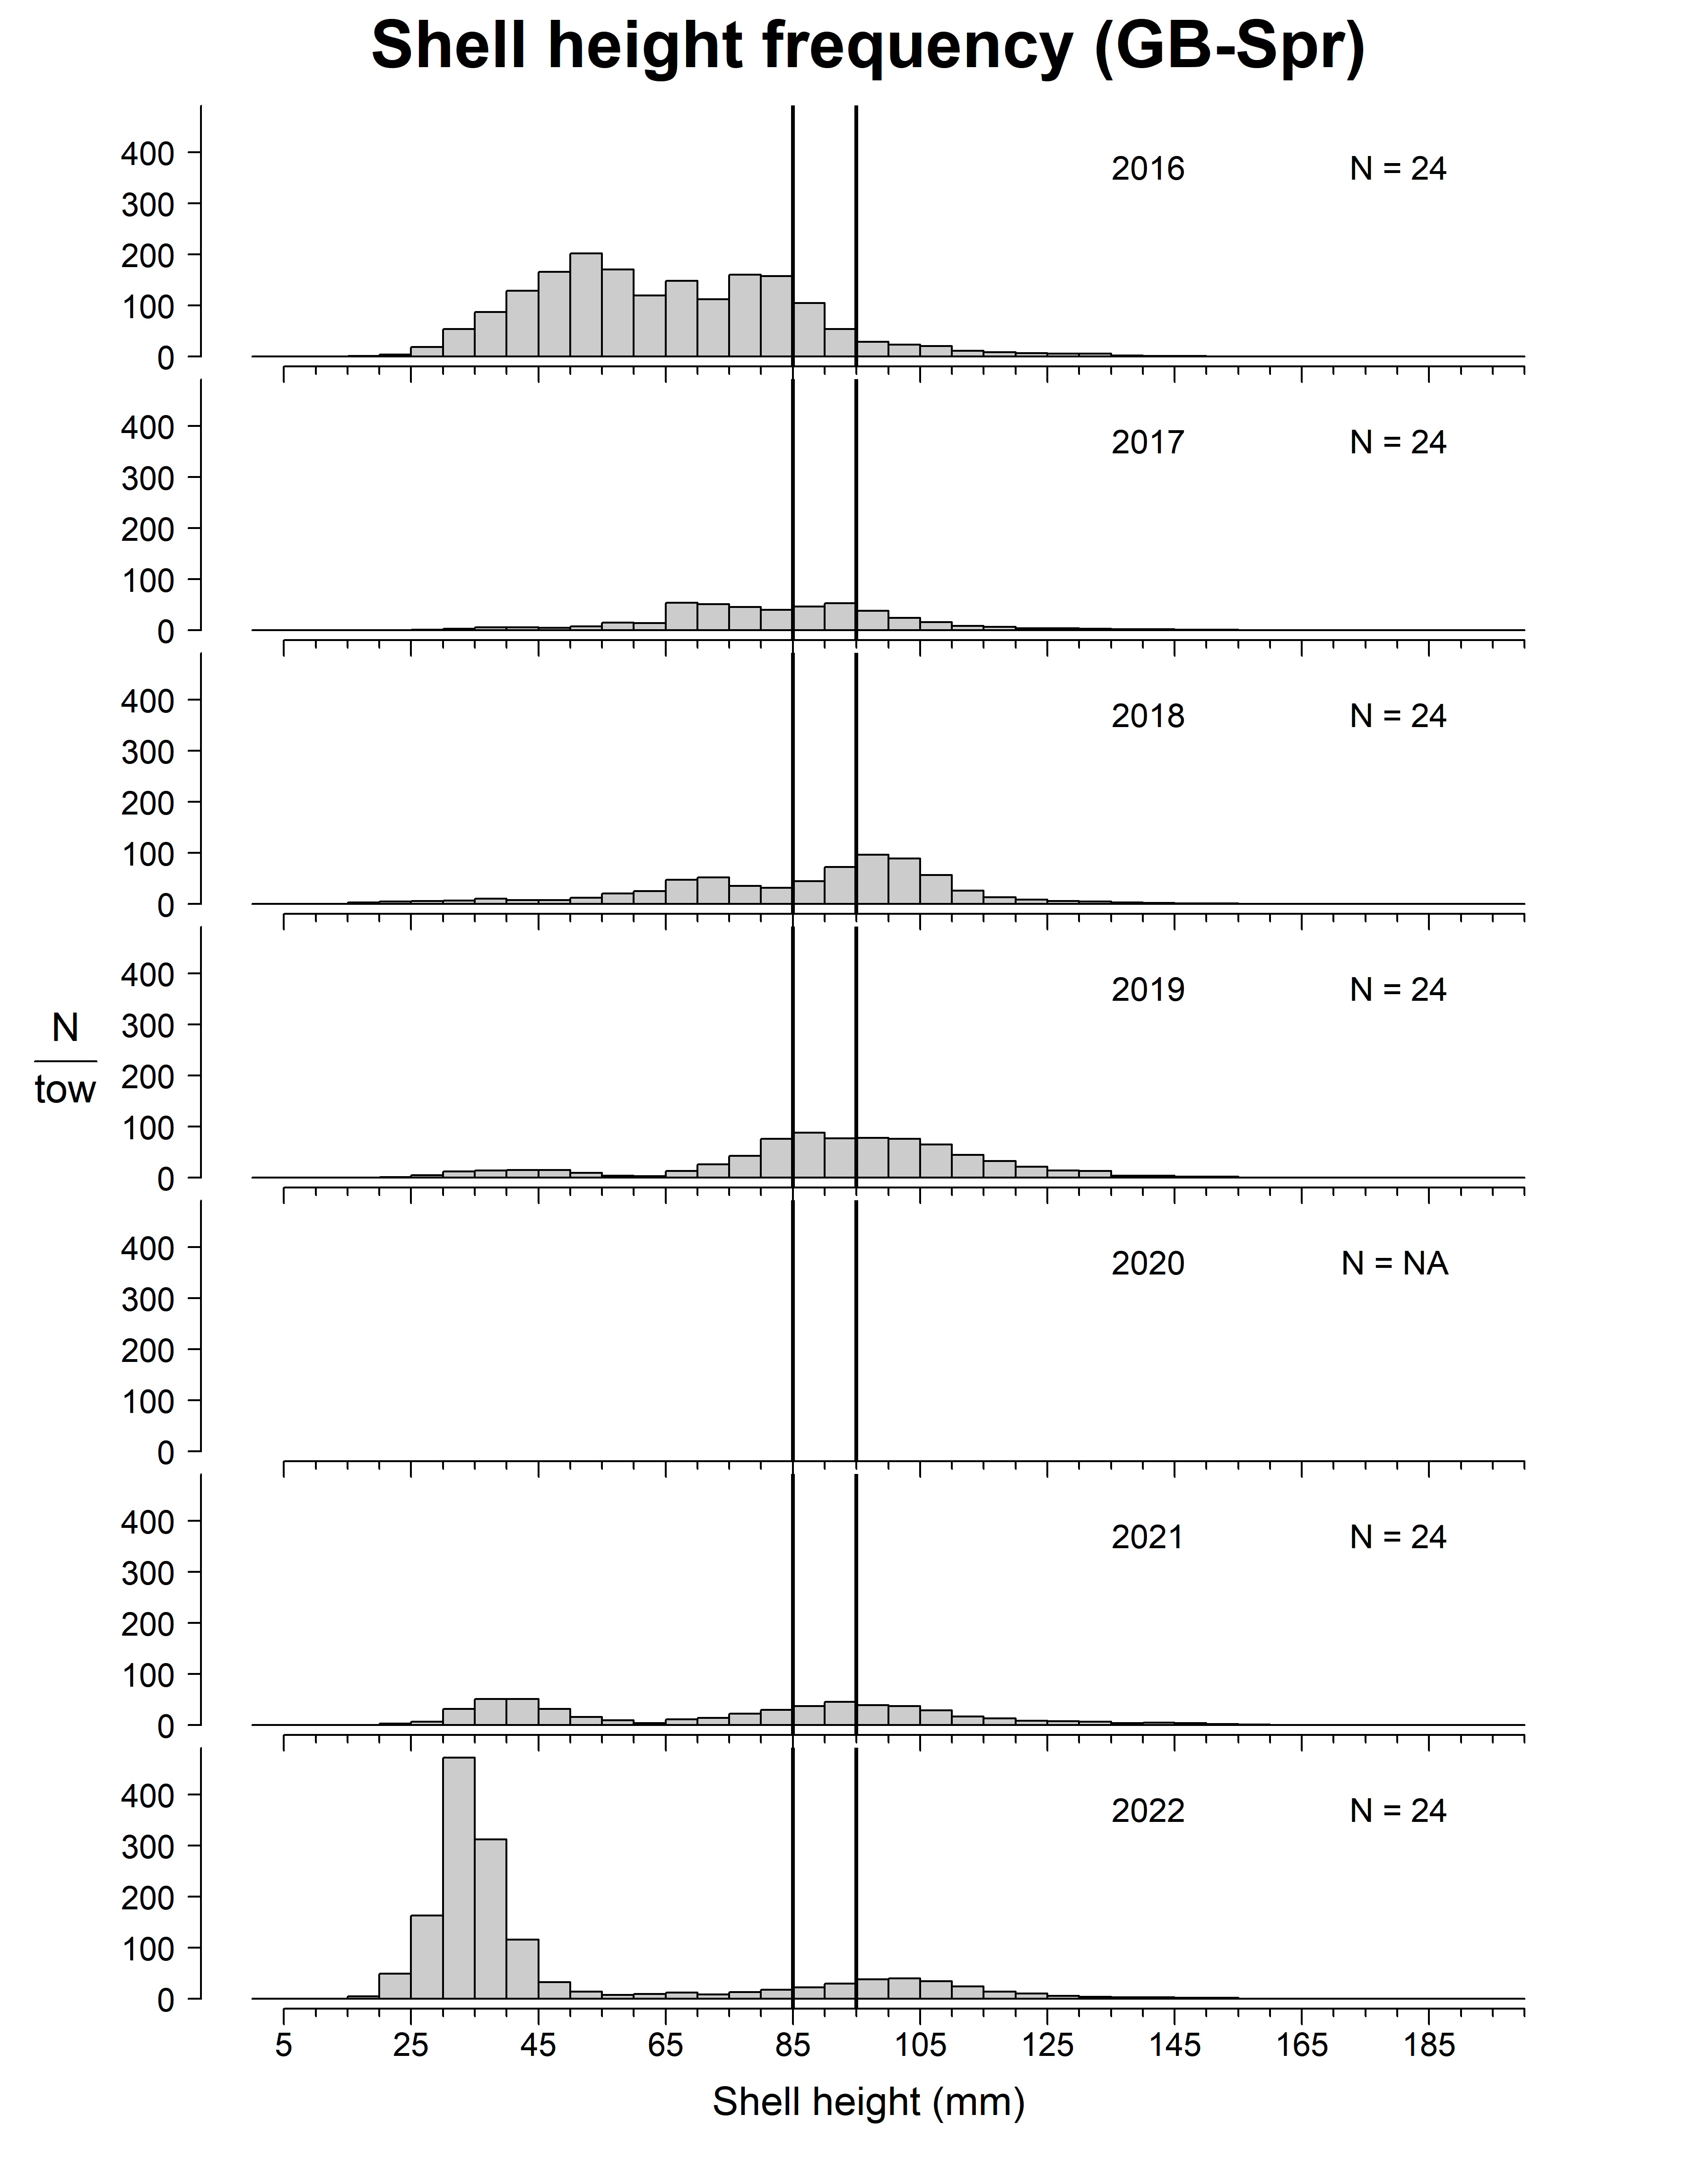 Shell height frequency (GB-Spr)
400
300
200
100
0
2016 N = 24
400
300
200
100
0
2017 N = 24
400
300
200
100
0
2018 N = 24
400
300
200
100
0
2019 N = 24
N
tow
400
300
200
100
0
2020 N = NA
400
300
200
100
0
2021 N = 24
400
300
200
100
0
2022 N = 24
5 25 45 65 85 105 125 145 165 185
Shell height (mm)